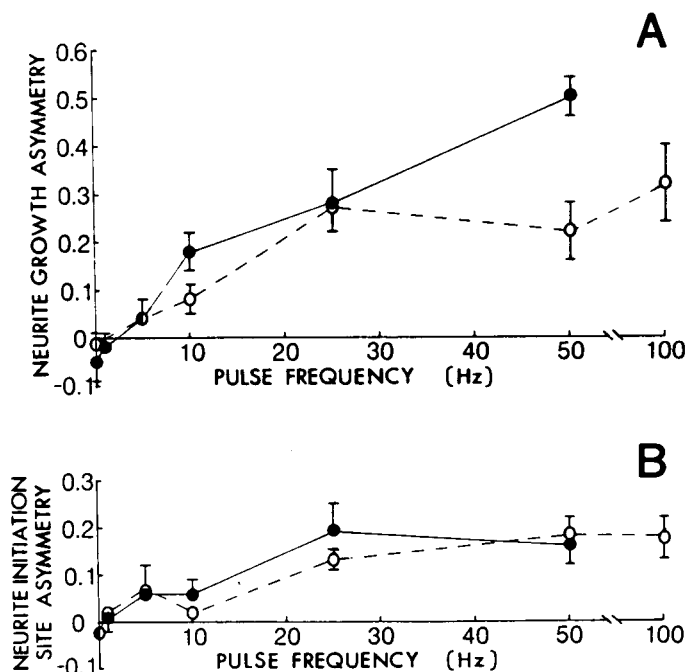 A
0.6
0.5
0.4
0.3
0.2
0.1
0
-0.1
NEURITE GROWTH ASYMMETRY
10 20 30 40 50 100
PULSE FREQUENCY (Hz)
B
0.3
0.2
0.1
0
-0.1
NEURITE INITIATION
SITE ASYMMETRY
10 20 30 40 50 100
PULSE FREQUENCY (Hz)